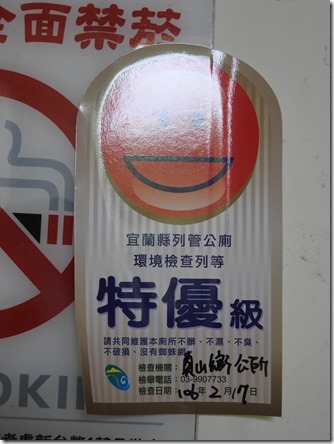 全面禁菸
宜蘭縣列管公廁
環境檢查列等
特優級
請共同維護本廁所不髒、不濕、不臭、
不破損、沒有蜘蛛網
檢查機關：員山鄉公所
檢舉電話：03-9907733
檢查日期：106年2月17日
OKIN